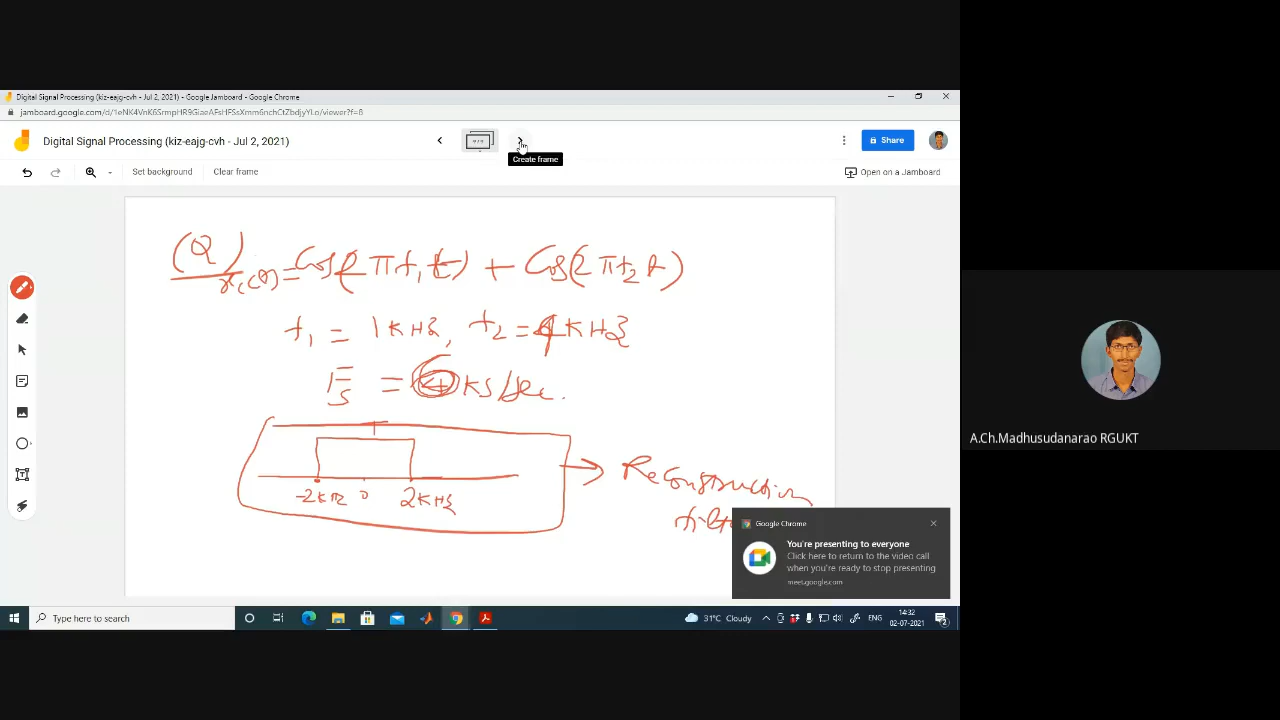 Digital Signal Processing (kiz-eajg-cvh - Jul 2, 2021) - Google Jamboard - Google Chrome
Digital Signal Processing (kiz-eajg-cvh - Jul 2, 2021)
Create frame
Share
Set background
Clear frame
Open on a Jamboard
(Q)
= Cos(2πf₁t) + Cos(2πf₂t)
f₁ = 1KHz, f₂ = 4KHz
Fs = KS/sec.
-2KHz 0 2KHz
Reconstruction
Google Chrome
You're presenting to everyone
Click here to return to the video call
when you're ready to stop presenting
meet.google.com
A.Ch.Madhusudanarao RGUKT
Type here to search
31°C Cloudy
ENG
14:32
02-07-2021
2